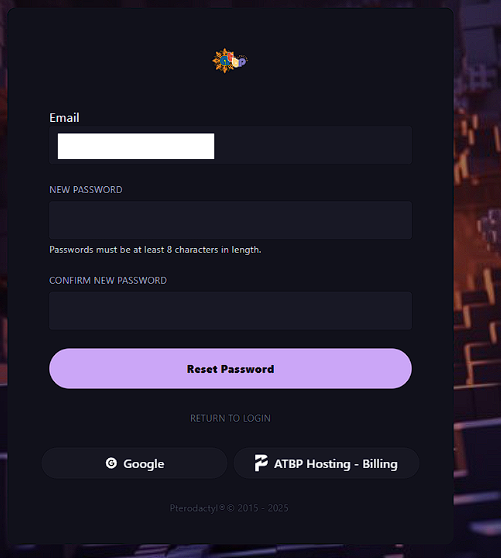 Email
NEW PASSWORD
Passwords must be at least 8 characters in length.
CONFIRM NEW PASSWORD
Reset Password
RETURN TO LOGIN
G Google
ATBP Hosting - Billing
Pterodactyl® © 2015 - 2025